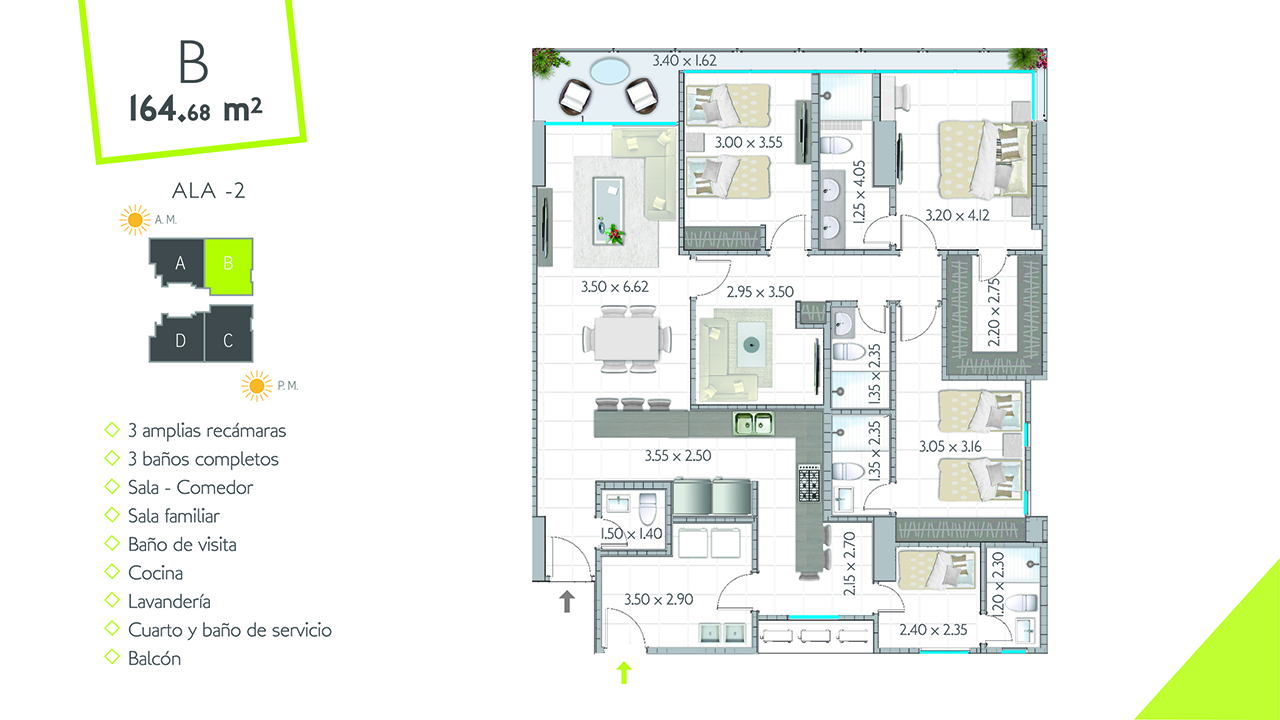 B
164.68 m²
ALA -2
A.M.
A
B
D
C
P.M.
3 amplias recámaras
3 baños completos
Sala - Comedor
Sala familiar
Baño de visita
Cocina
Lavandería
Cuarto y baño de servicio
Balcón
3.40 x 1.62
3.00 x 3.55
1.25 x 4.05
3.20 x 4.12
3.50 x 6.62
2.95 x 3.50
2.20 x 2.75
1.35 x 2.35
3.55 x 2.50
1.35 x 2.35
3.05 x 3.16
1.50 x 1.40
2.15 x 2.70
1.20 x 2.30
3.50 x 2.90
2.40 x 2.35